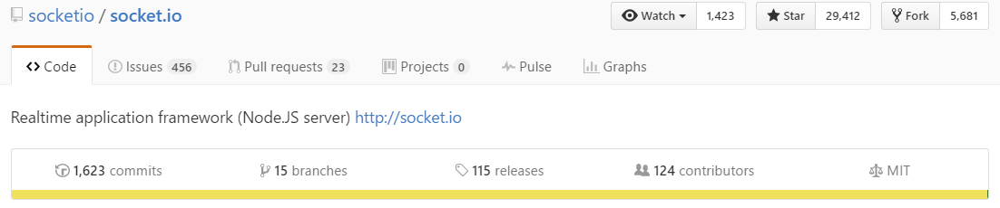 socketio / socket.io Watch 1,423 Star 29,412 Fork 5,681
Code Issues 456 Pull requests 23 Projects 0 Pulse Graphs
Realtime application framework (Node.JS server) http://socket.io
1,623 commits 15 branches 115 releases 124 contributors MIT